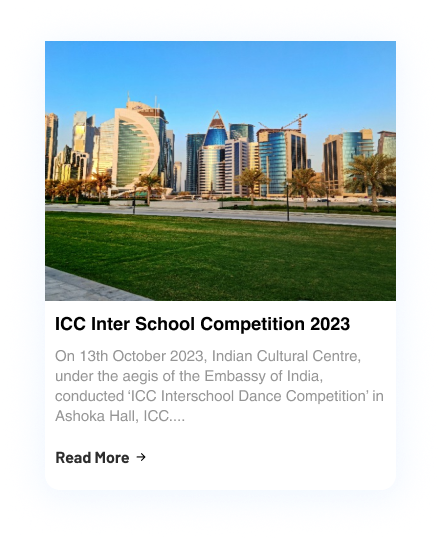 ICC Inter School Competition 2023
On 13th October 2023, Indian Cultural Centre,
under the aegis of the Embassy of India,
conducted ‘ICC Interschool Dance Competition’ in
Ashoka Hall, ICC....
Read More →